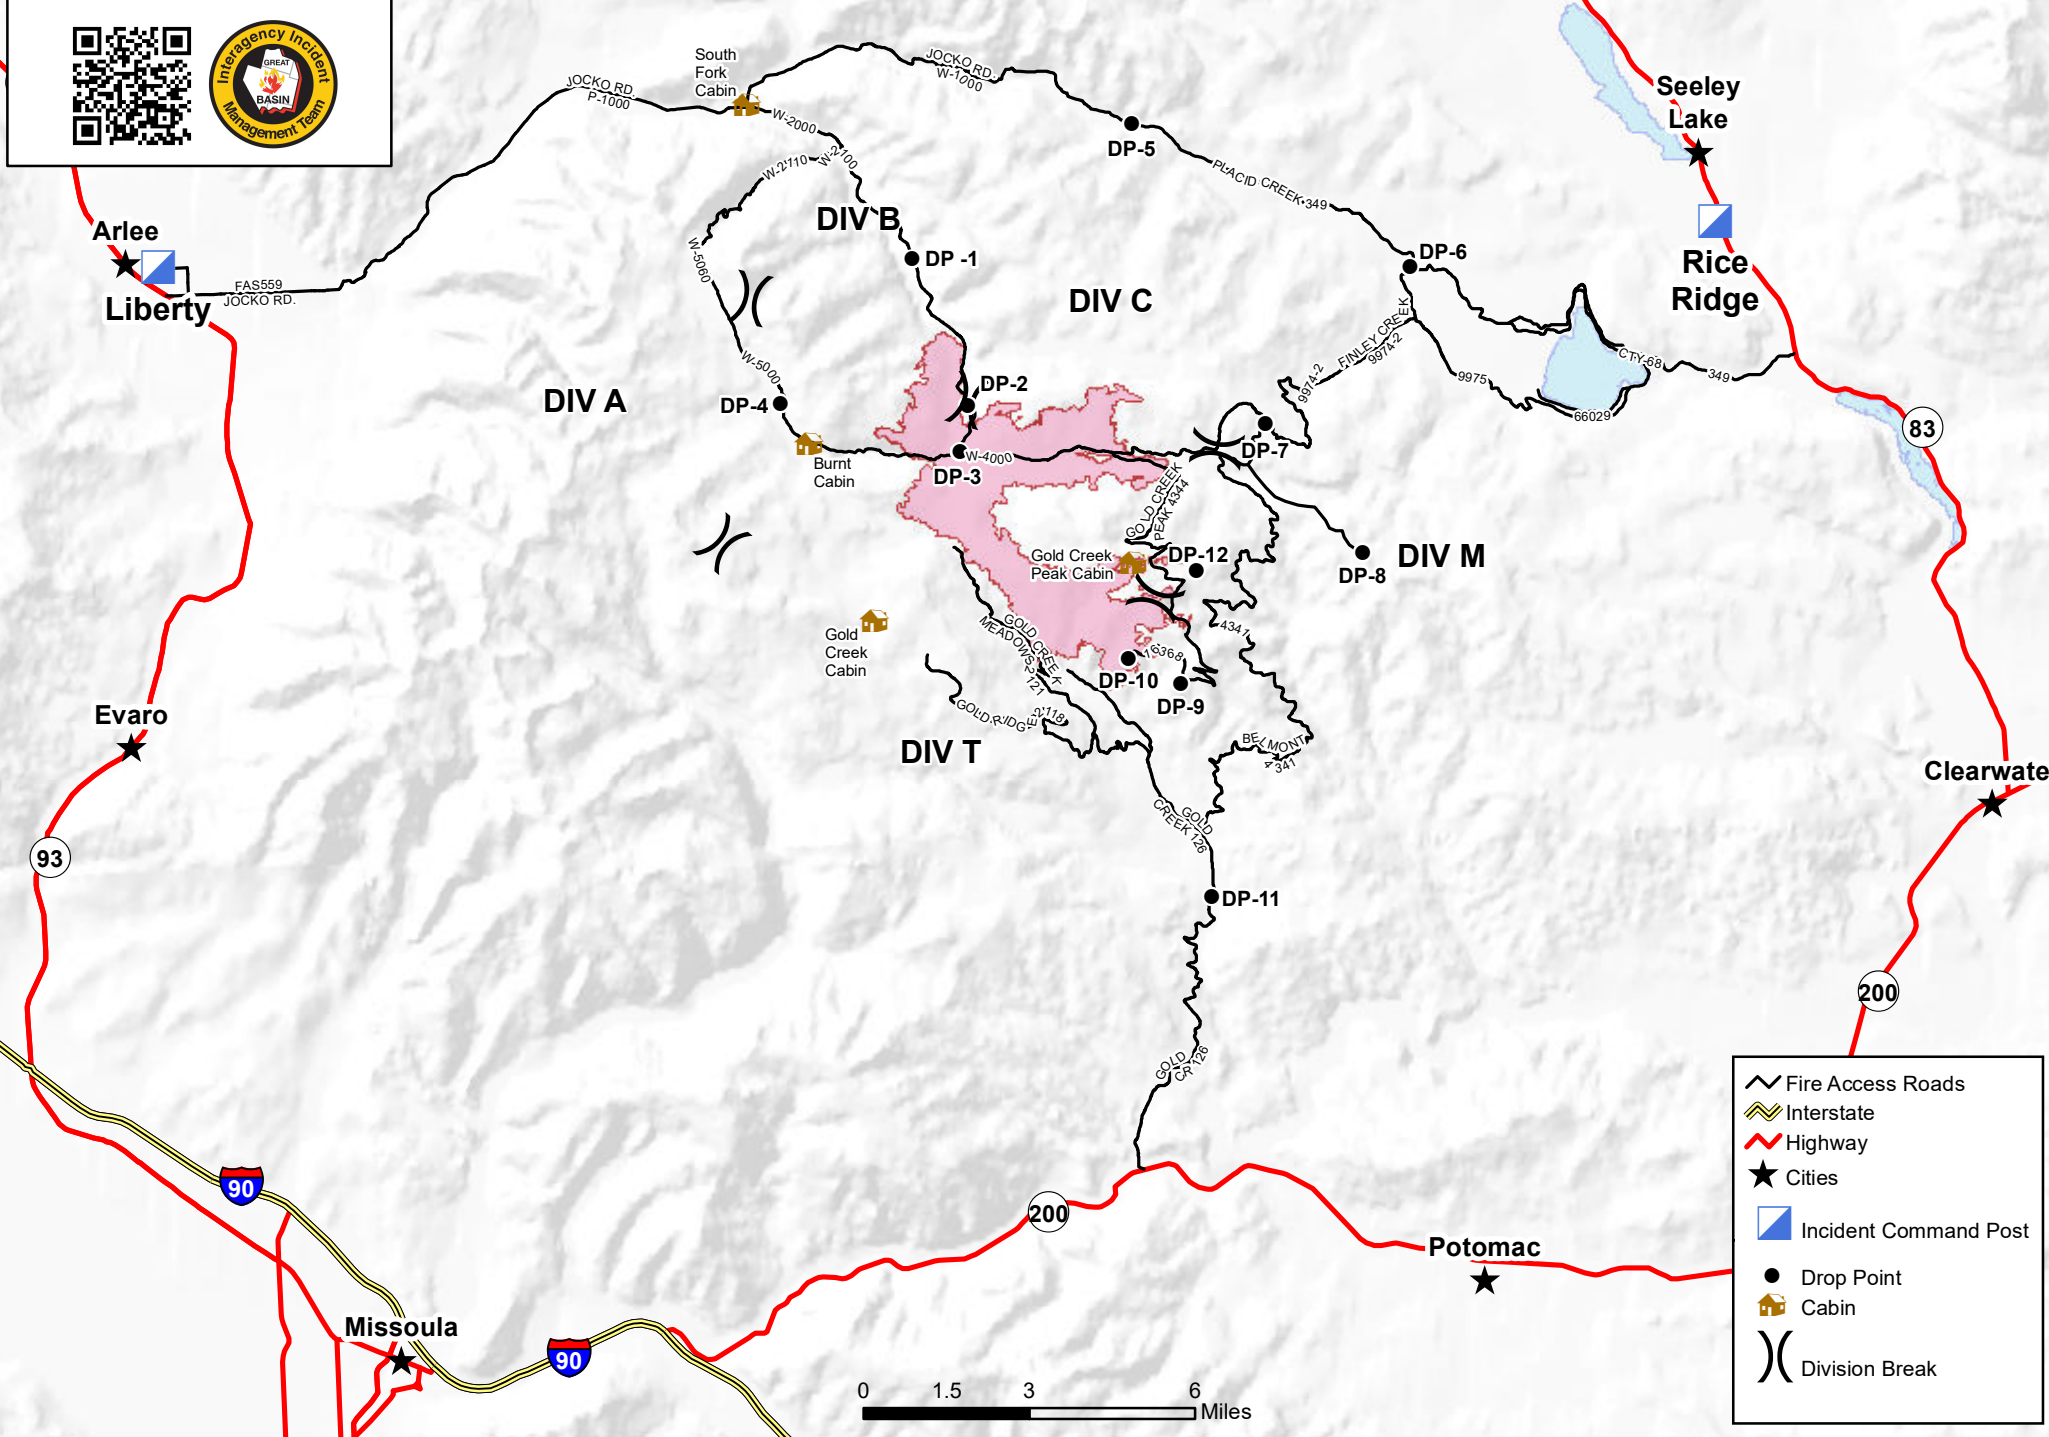 Interagency Incident
GREAT
BASIN
Management Team
South
Fork
Cabin
JOCKO RD.
W-1000
JOCKO RD.
P-1000
W-2000
W-2100
W-2110
DP-5
PLACID CREEK 349
Seeley
Lake
Arlee
Liberty
FAS559
JOCKO RD.
DIV B
DP -1
W-5060
DIV C
DP-6
Rice
Ridge
FINLEY CREEK
9974-2
9974-2
9975
CTY-68
349
66029
83
W-5000
DIV A
DP-4
DP-2
Burnt
Cabin
DP-3
W-4000
DP-7
GOLD CREEK
PEAK 4344
Gold Creek
Peak Cabin
DP-12
DP-8
DIV M
Gold
Creek
Cabin
GOLD CREEK
MEADOWS 2121
4341
16368
DP-10
DP-9
GOLD RIDGE 2118
DIV T
BELMONT
4341
Evaro
Clearwate
GOLD
CREEK 126
93
DP-11
200
GOLD
CR 126
90
200
Potomac
Missoula
90
0 1.5 3 6
Miles
Fire Access Roads
Interstate
Highway
Cities
Incident Command Post
Drop Point
Cabin
Division Break